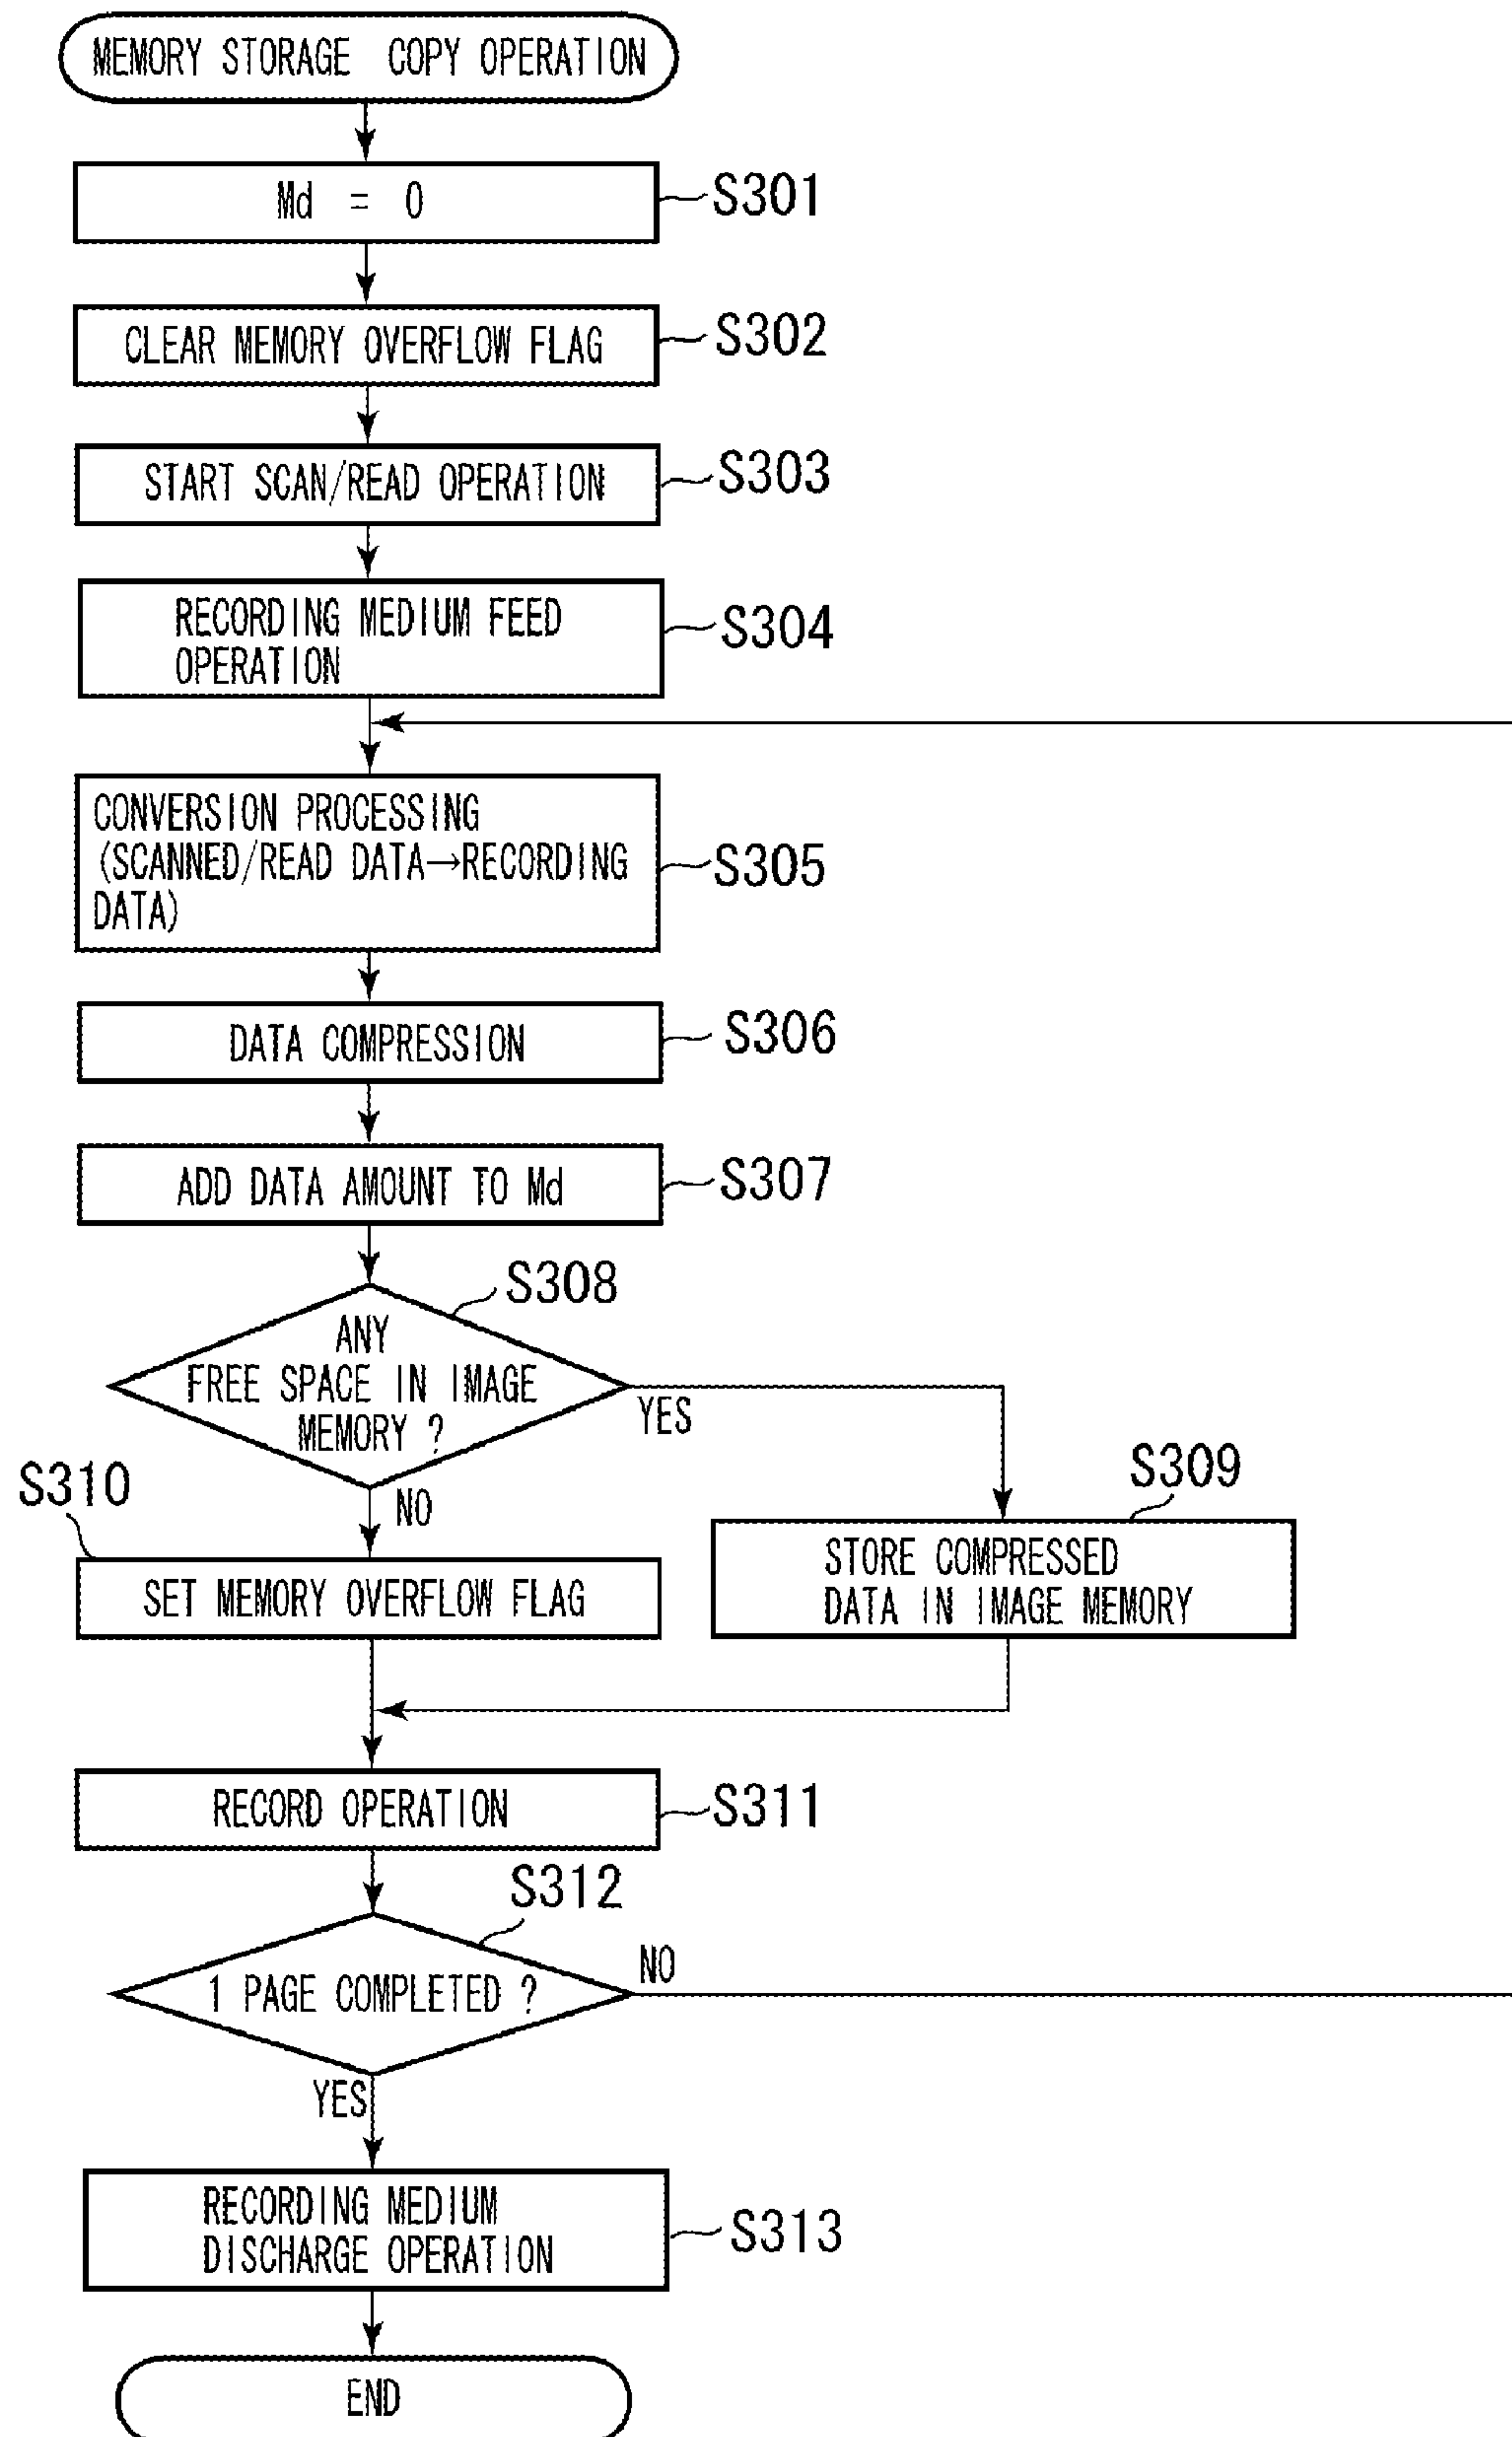 MEMORY STORAGE COPY OPERATION
Md = 0
S301
CLEAR MEMORY OVERFLOW FLAG
S302
START SCAN/READ OPERATION
S303
RECORDING MEDIUM FEED
OPERATION
S304
CONVERSION PROCESSING
(SCANNED/READ DATA→RECORDING
DATA)
S305
DATA COMPRESSION
S306
ADD DATA AMOUNT TO Md
S307
S308
ANY
FREE SPACE IN IMAGE
MEMORY ?
YES
NO
S309
STORE COMPRESSED
DATA IN IMAGE MEMORY
S310
SET MEMORY OVERFLOW FLAG
RECORD OPERATION
S311
S312
1 PAGE COMPLETED ?
NO
YES
RECORDING MEDIUM
DISCHARGE OPERATION
S313
END